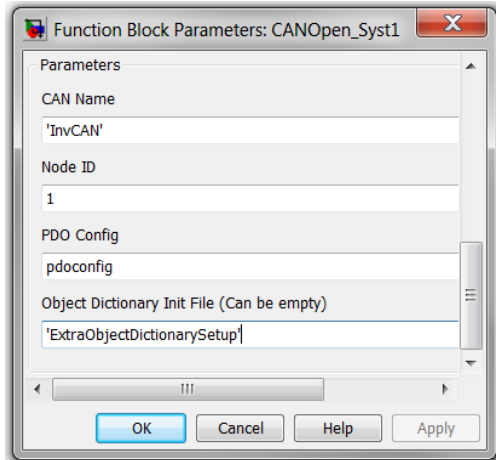 Function Block Parameters: CANOpen_Syst1
Parameters
CAN Name
'InvCAN'
Node ID
1
PDO Config
pdoconfig
Object Dictionary Init File (Can be empty)
'ExtraObjectDictionarySetup'
OK Cancel Help Apply